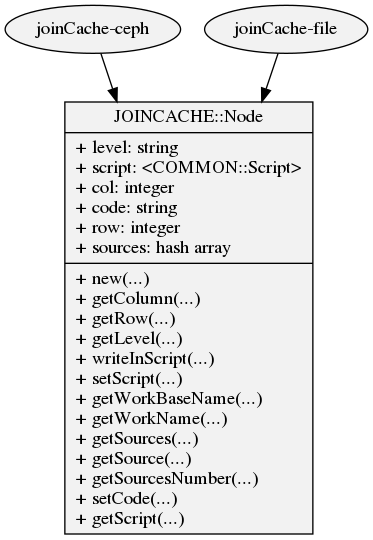 joinCache-ceph
joinCache-file
JOINCACHE::Node
+ level: string
+ script: <COMMON::Script>
+ col: integer
+ code: string
+ row: integer
+ sources: hash array
+ new(...)
+ getColumn(...)
+ getRow(...)
+ getLevel(...)
+ writeInScript(...)
+ setScript(...)
+ getWorkBaseName(...)
+ getWorkName(...)
+ getSources(...)
+ getSource(...)
+ getSourcesNumber(...)
+ setCode(...)
+ getScript(...)